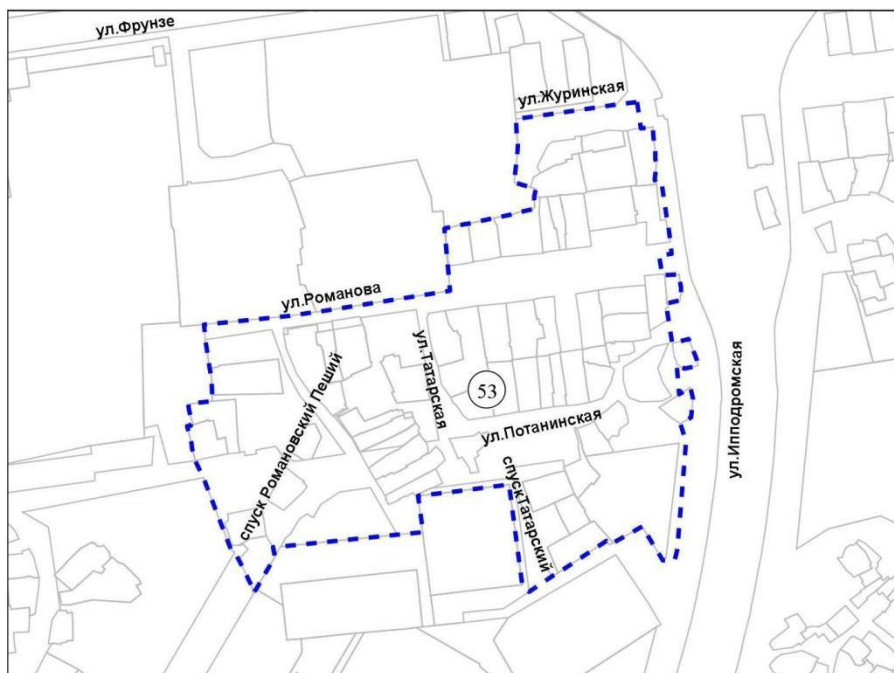 ул.Фрунзе
ул.Журинская
ул.Романова
ул.Татарская
спуск Романовский Пеший
53
ул.Потанинская
ул.Ипподромская
спускТатарский